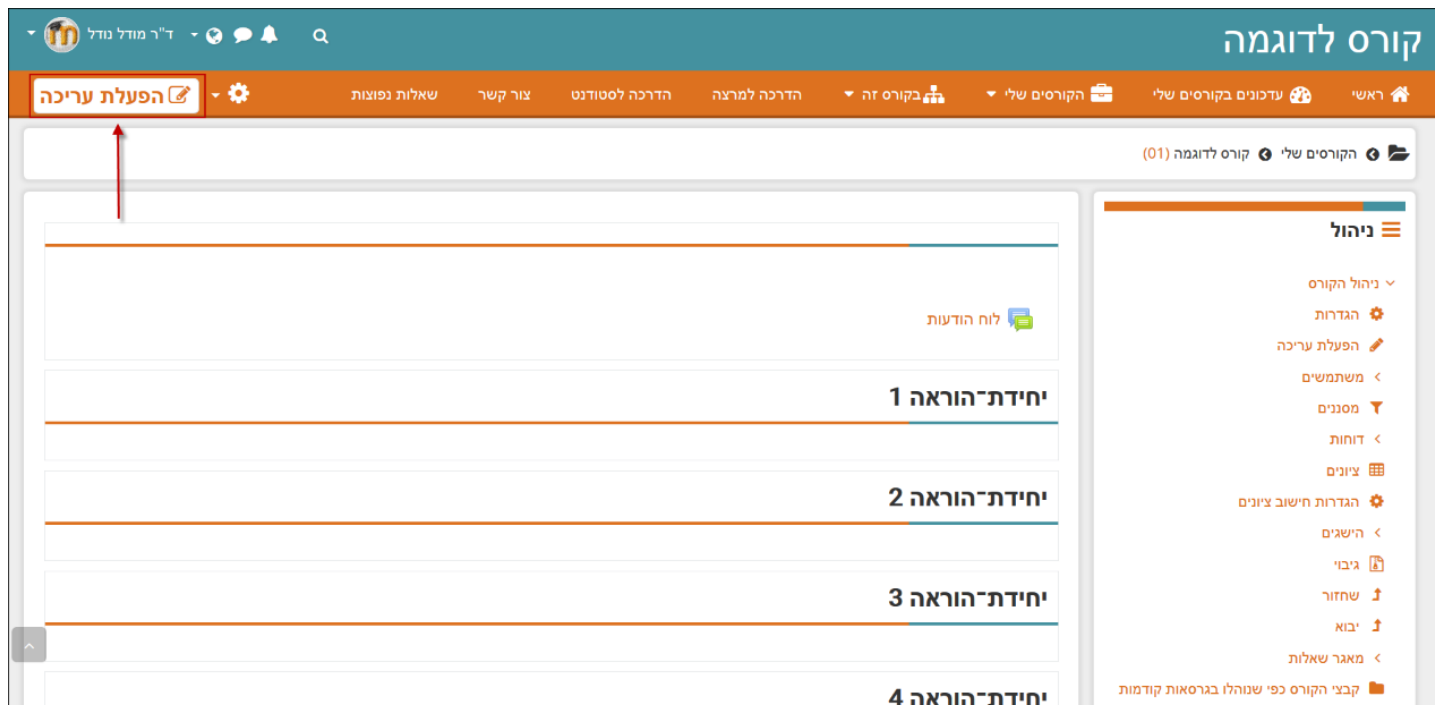 קורס לדוגמה
ד"ר מודל נודל
ראשי עדכונים בקורסים שלי הקורסים שלי בקורס זה הדרכה למרצה הדרכה לסטודנט צור קשר שאלות נפוצות הפעלת עריכה
הקורסים שלי קורס לדוגמה (01)
ניהול
ניהול הקורס
הגדרות
הפעלת עריכה
משתמשים
מסננים
דוחות
ציונים
הגדרות חישוב ציונים
הישגים
גיבוי
שחזור
יבוא
מאגר שאלות
קבצי הקורס כפי שנוהלו בגרסאות קודמות
לוח הודעות
יחידת־הוראה 1
יחידת־הוראה 2
יחידת־הוראה 3
יחידת־הוראה 4